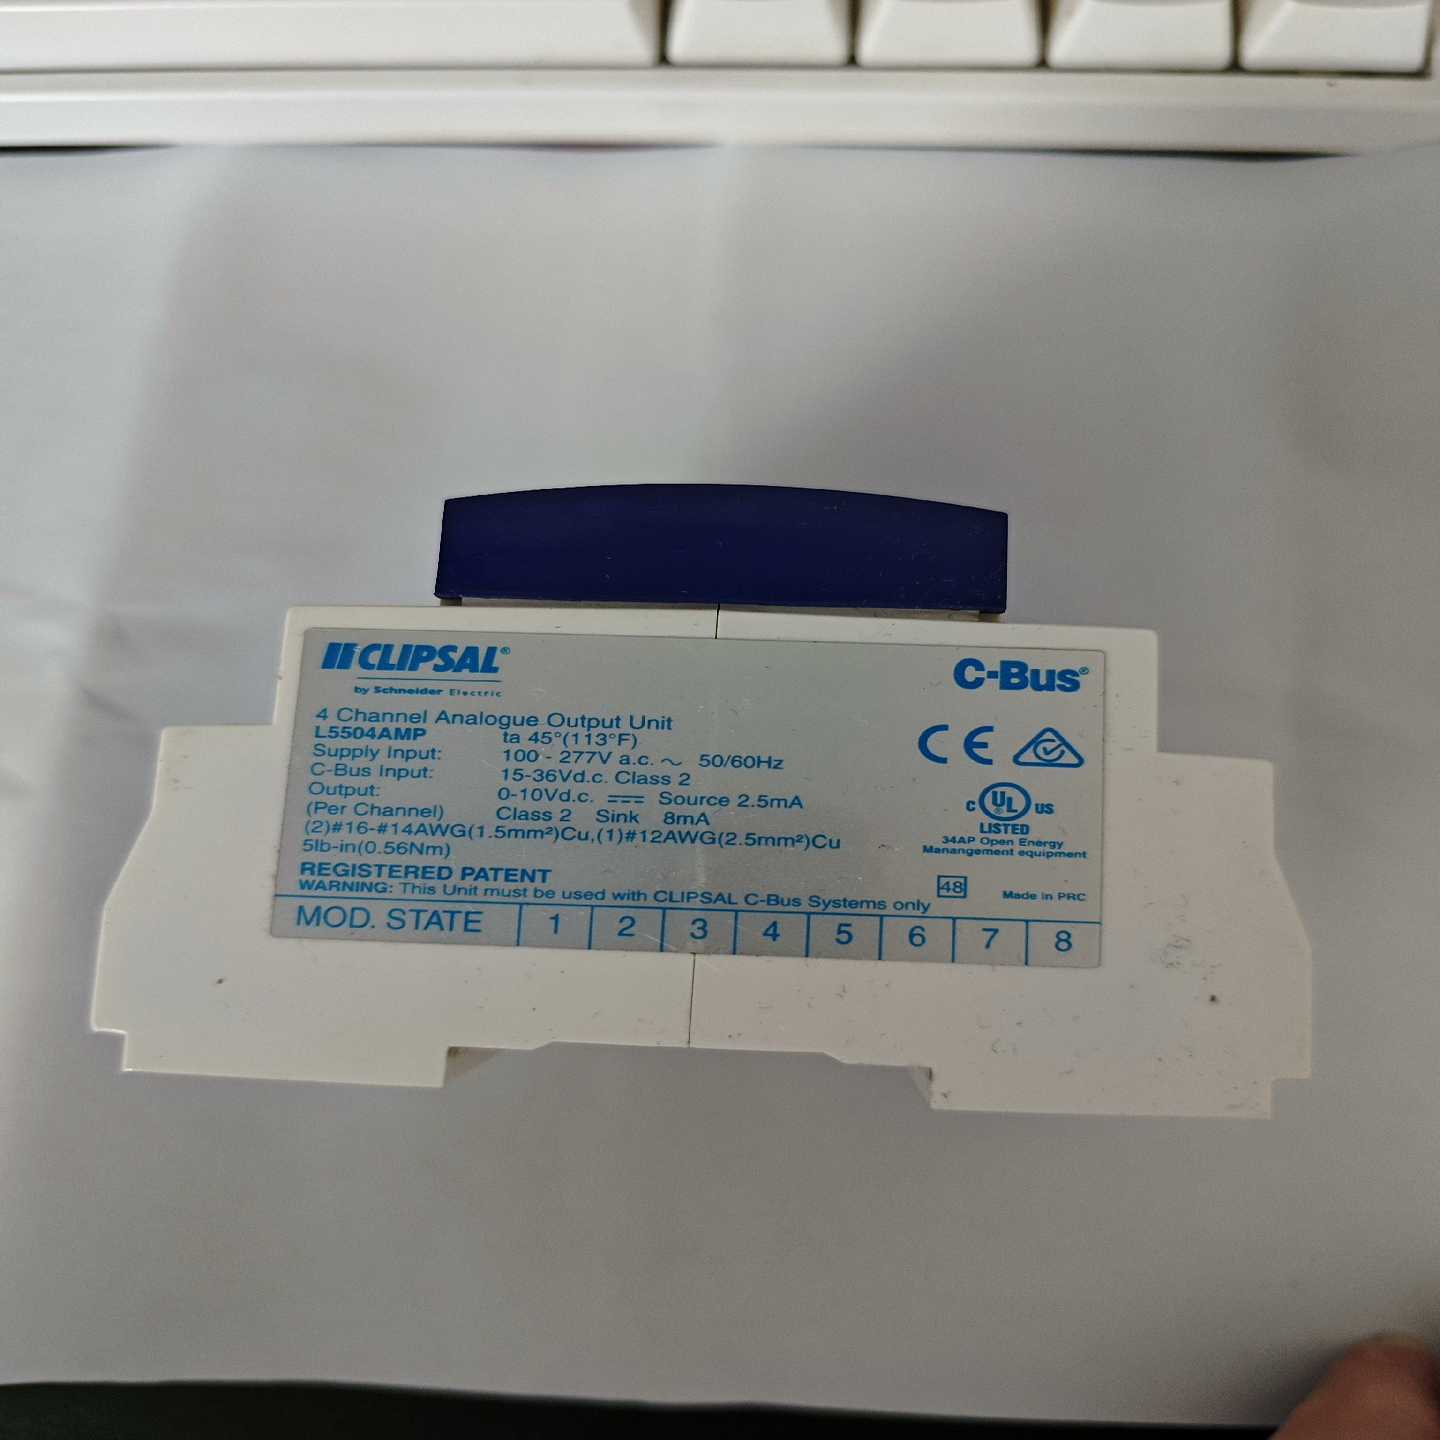 CLIPSAL®
by Schneider Electric
C-Bus®
4 Channel Analogue Output Unit
L5504AMP ta 45°(113°F)
Supply Input: 100 - 277V a.c. ~ 50/60Hz
C-Bus Input: 15-36Vd.c. Class 2
Output: 0-10Vd.c. ⎓ Source 2.5mA
(Per Channel) Class 2 Sink 8mA
(2)#16-#14AWG(1.5mm²)Cu,(1)#12AWG(2.5mm²)Cu
5lb-in(0.56Nm)
REGISTERED PATENT
WARNING: This Unit must be used with CLIPSAL C-Bus Systems only
CE
C UL® US
LISTED
34AP Open Energy
Manangement equipment
48 Made in PRC
MOD. STATE 1 2 3 4 5 6 7 8